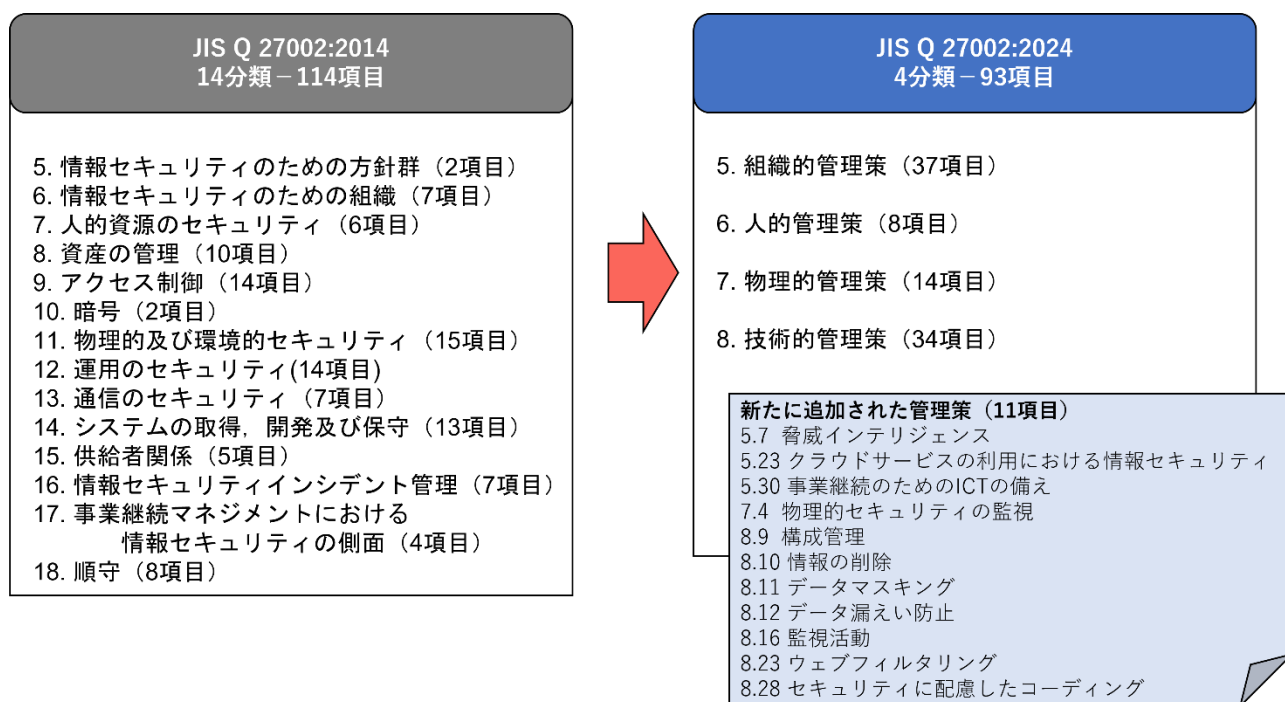 JIS Q 27002:2014
14分類－114項目
5. 情報セキュリティのための方針群（2項目）
6. 情報セキュリティのための組織（7項目）
7. 人的資源のセキュリティ（6項目）
8. 資産の管理（10項目）
9. アクセス制御（14項目）
10. 暗号（2項目）
11. 物理的及び環境的セキュリティ（15項目）
12. 運用のセキュリティ(14項目)
13. 通信のセキュリティ（7項目）
14. システムの取得，開発及び保守（13項目）
15. 供給者関係（5項目）
16. 情報セキュリティインシデント管理（7項目）
17. 事業継続マネジメントにおける
情報セキュリティの側面（4項目）
18. 順守（8項目）
JIS Q 27002:2024
4分類－93項目
5. 組織的管理策（37項目）
6. 人的管理策（8項目）
7. 物理的管理策（14項目）
8. 技術的管理策（34項目）
新たに追加された管理策（11項目）
5.7 脅威インテリジェンス
5.23 クラウドサービスの利用における情報セキュリティ
5.30 事業継続のためのICTの備え
7.4 物理的セキュリティの監視
8.9 構成管理
8.10 情報の削除
8.11 データマスキング
8.12 データ漏えい防止
8.16 監視活動
8.23 ウェブフィルタリング
8.28 セキュリティに配慮したコーディング